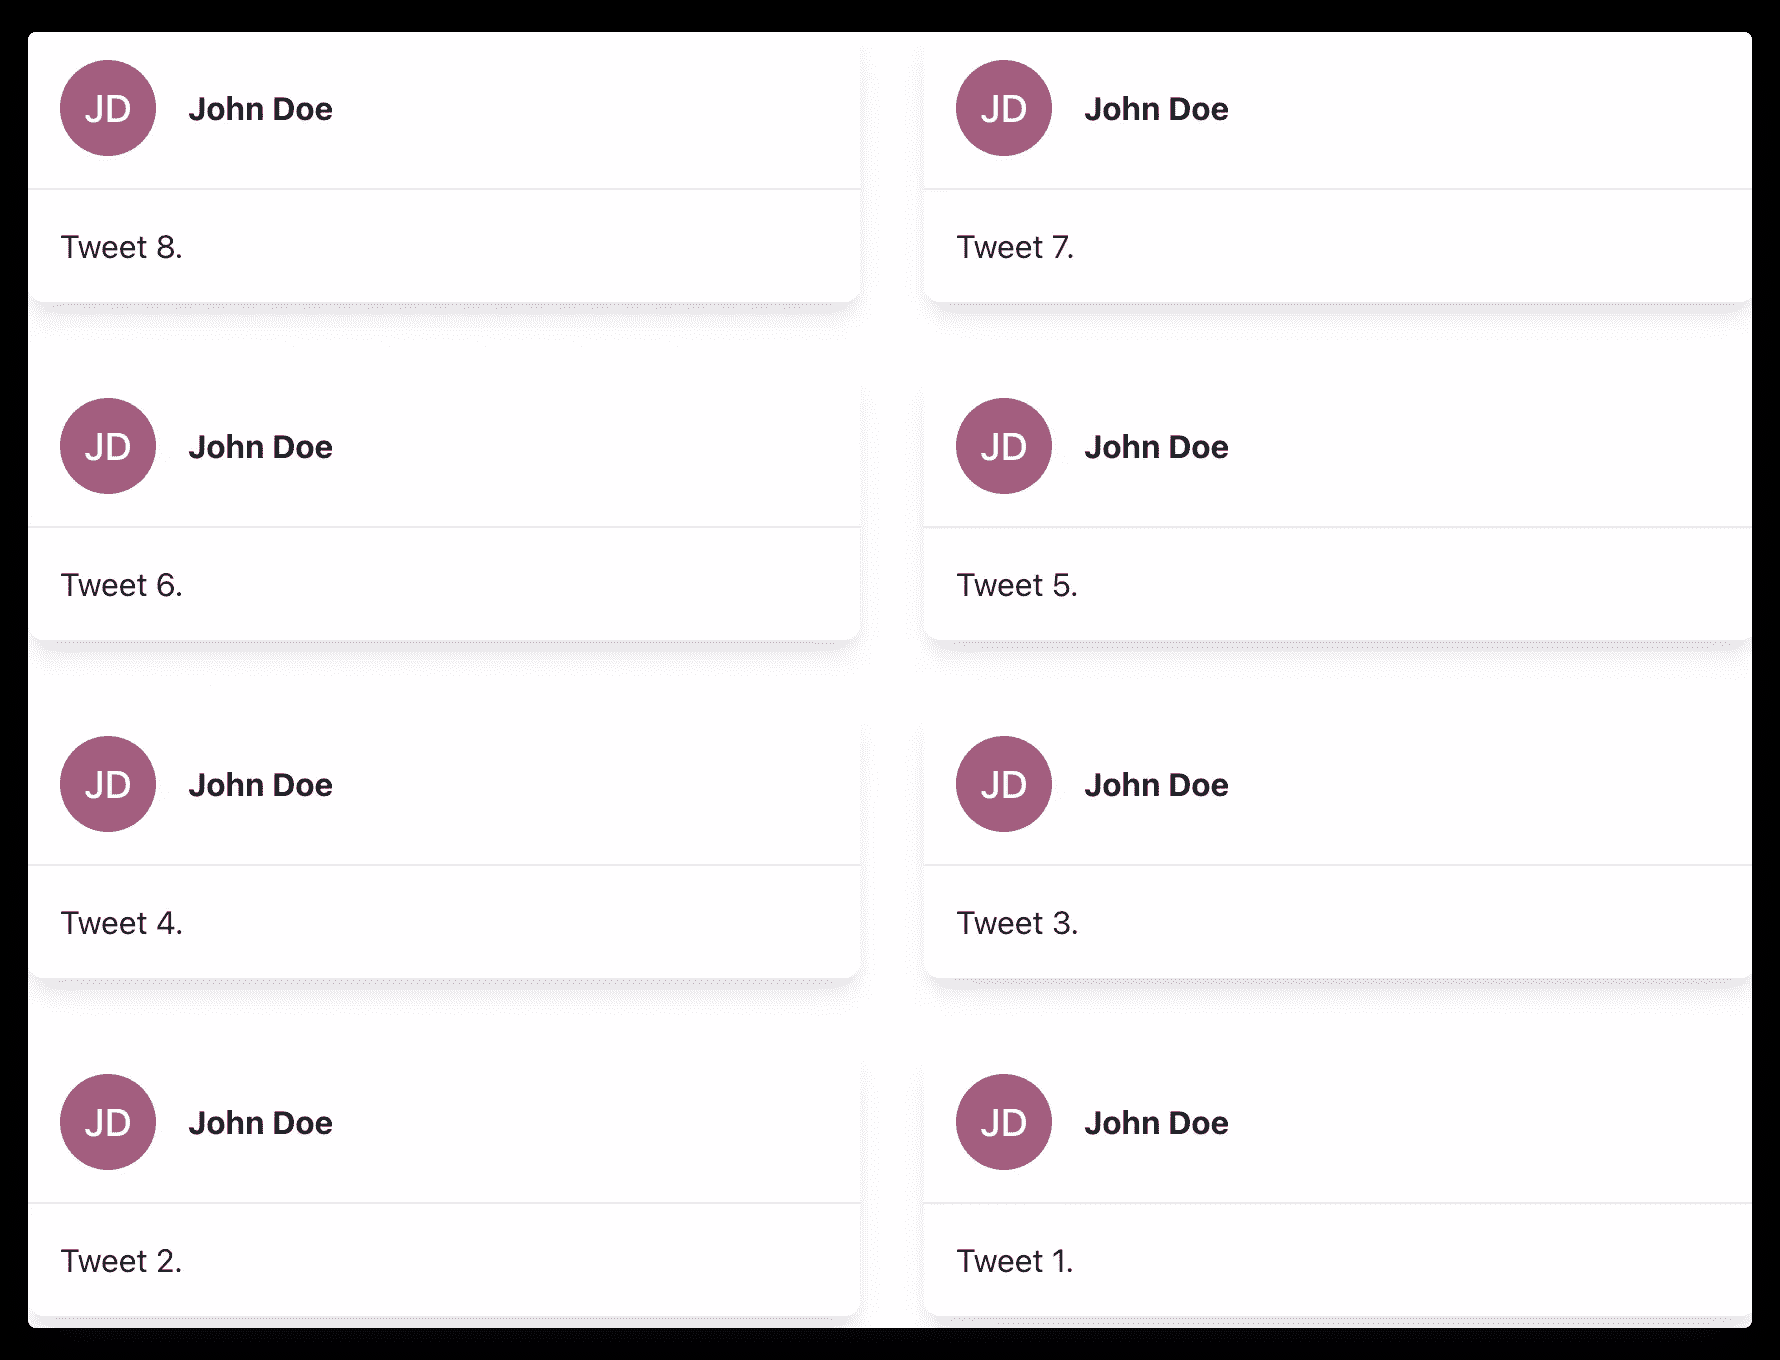 JD John Doe
Tweet 8.
JD John Doe
Tweet 7.
JD John Doe
Tweet 6.
JD John Doe
Tweet 5.
JD John Doe
Tweet 4.
JD John Doe
Tweet 3.
JD John Doe
Tweet 2.
JD John Doe
Tweet 1.